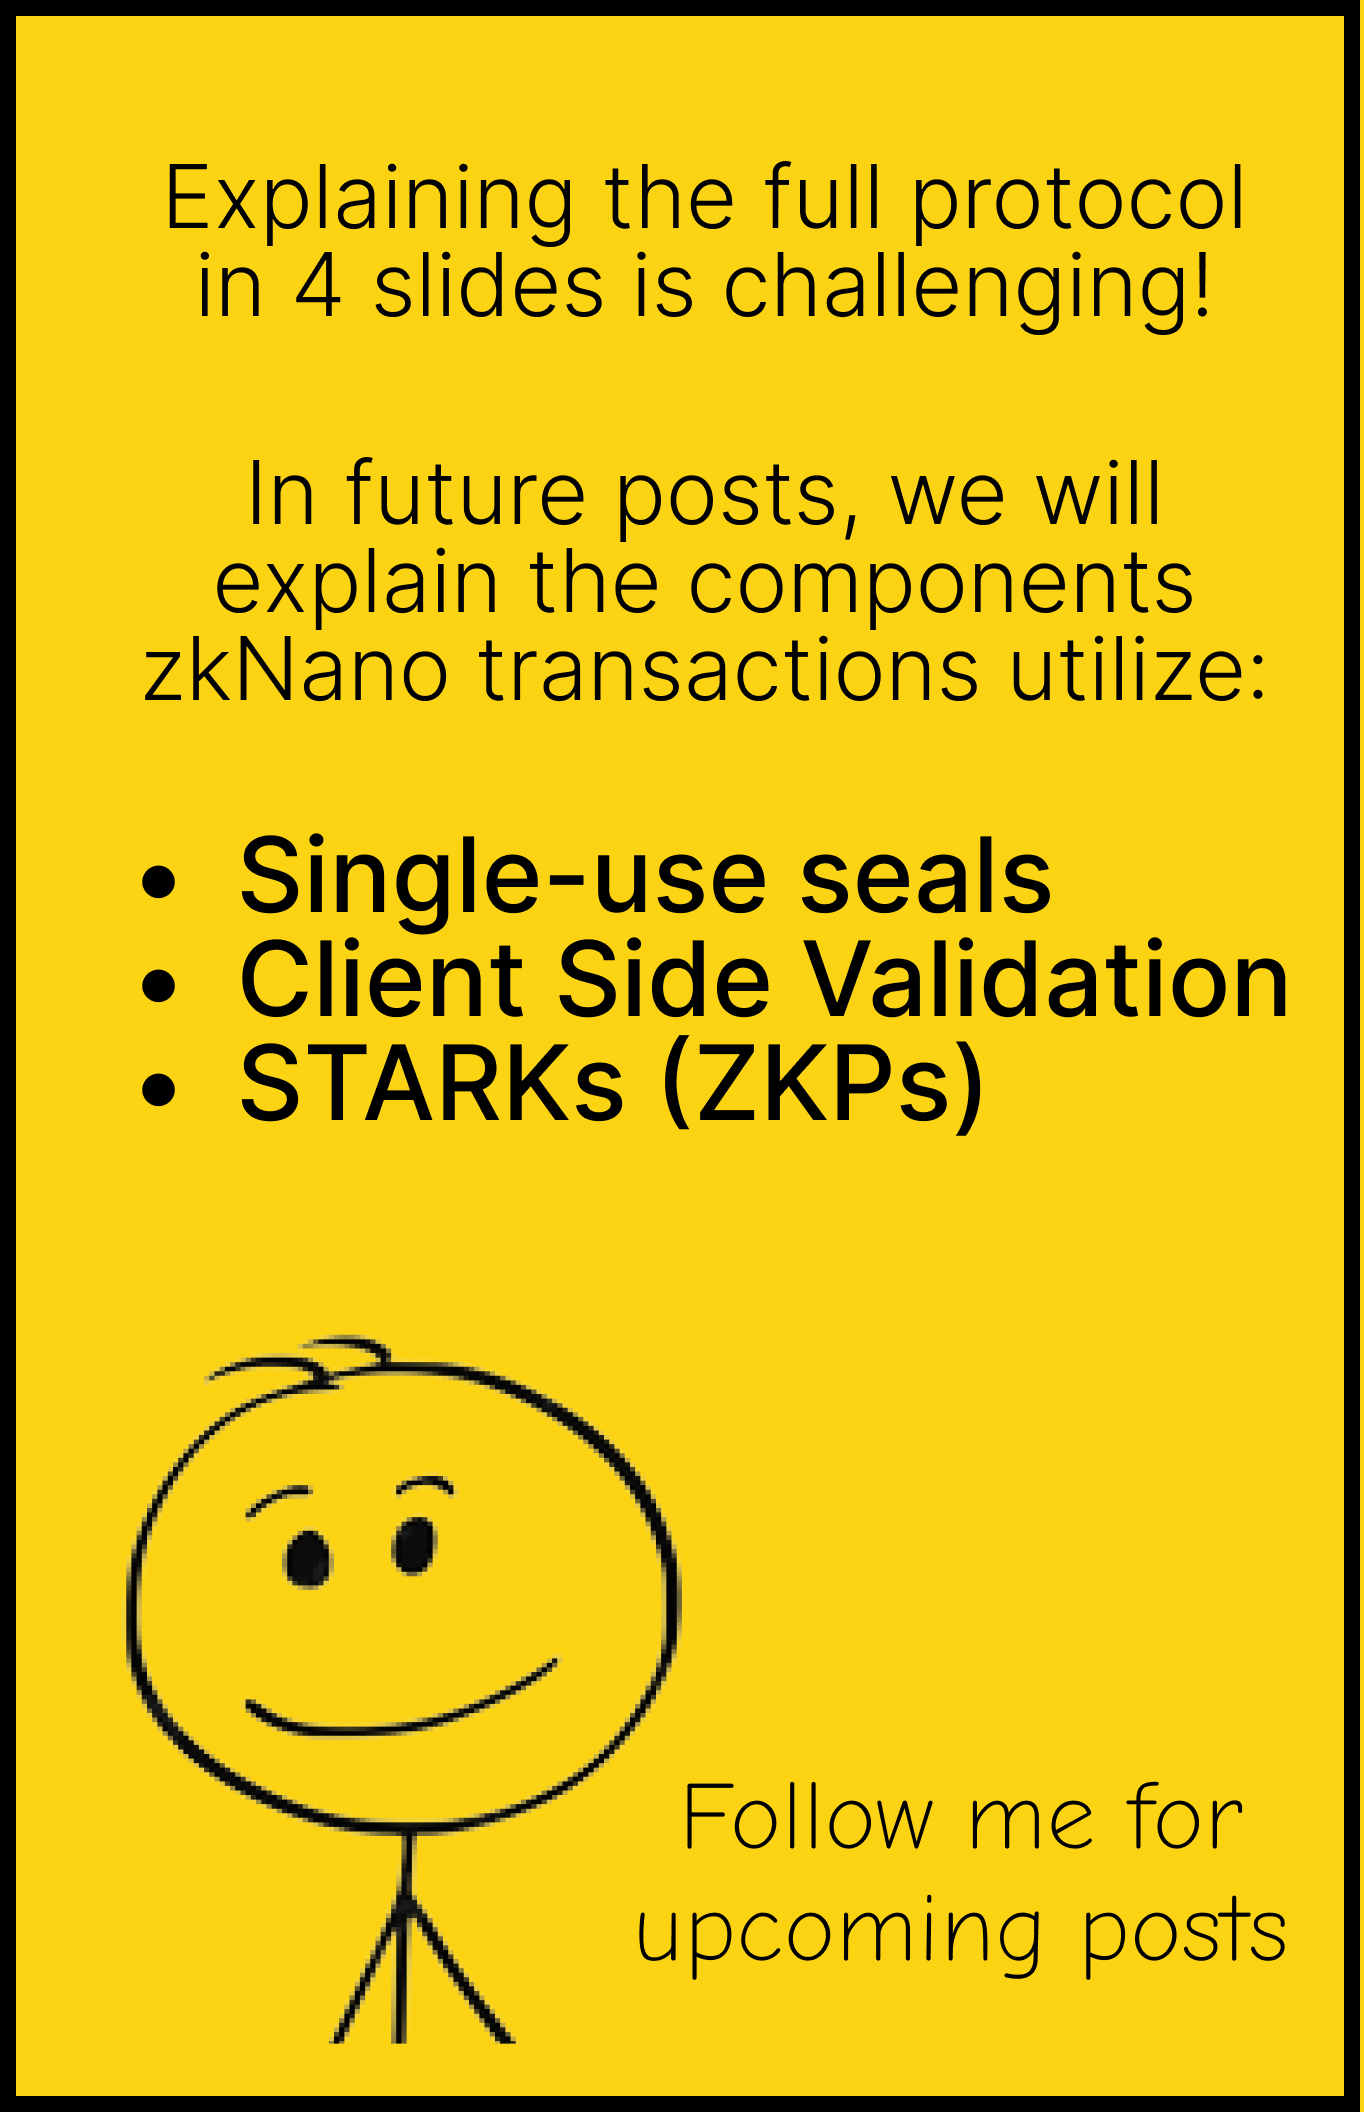 Explaining the full protocol
in 4 slides is challenging!
In future posts, we will
explain the components
zkNano transactions utilize:
• Single-use seals
• Client Side Validation
• STARKs (ZKPs)
Follow me for
upcoming posts